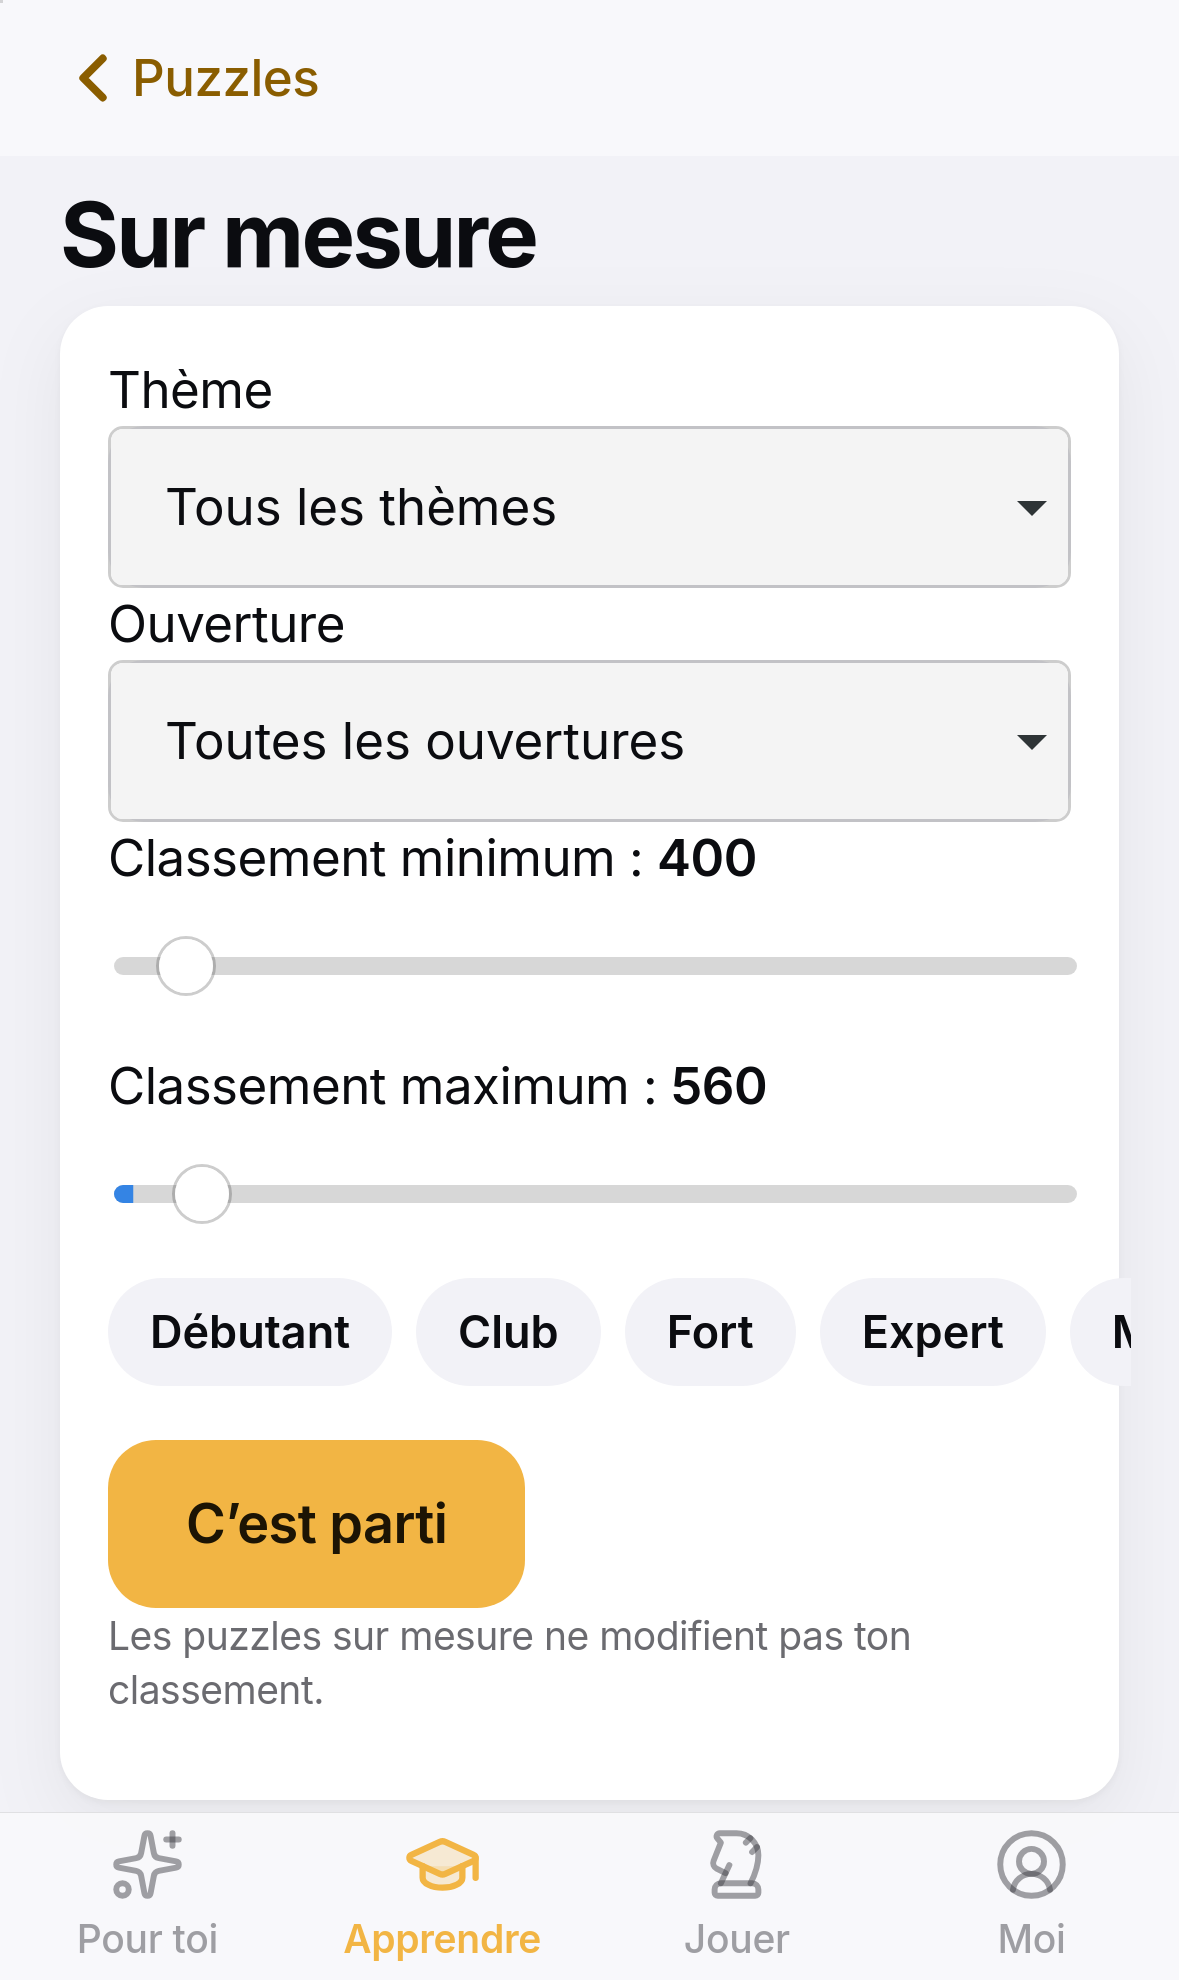 Puzzles
Sur mesure
Thème
Tous les thèmes
Ouverture
Toutes les ouvertures
Classement minimum : 400
Classement maximum : 560
Débutant Club Fort Expert
C’est parti
Les puzzles sur mesure ne modifient pas ton
classement.
Pour toi Apprendre Jouer Moi